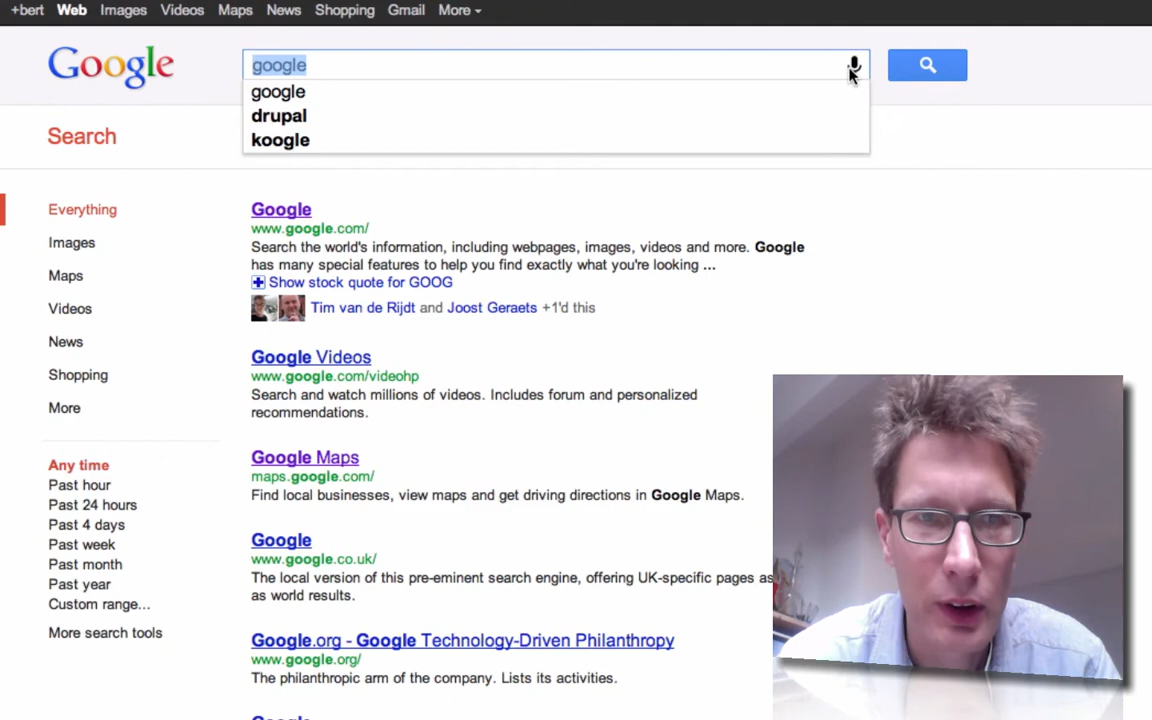 +bert Web Images Videos Maps News Shopping Gmail More
Google
google
google
drupal
koogle
Search
Everything
Images
Maps
Videos
News
Shopping
More
Any time
Past hour
Past 24 hours
Past 4 days
Past week
Past month
Past year
Custom range...
More search tools
Google
www.google.com/
Search the world's information, including webpages, images, videos and more. Google
has many special features to help you find exactly what you're looking ...
Show stock quote for GOOG
Tim van de Rijdt and Joost Geraets +1'd this
Google Videos
www.google.com/videohp
Search and watch millions of videos. Includes forum and personalized
recommendations.
Google Maps
maps.google.com/
Find local businesses, view maps and get driving directions in Google Maps.
Google
www.google.co.uk/
The local version of this pre-eminent search engine, offering UK-specific pages as
as world results.
Google.org - Google Technology-Driven Philanthropy
www.google.org/
The philanthropic arm of the company. Lists its activities.